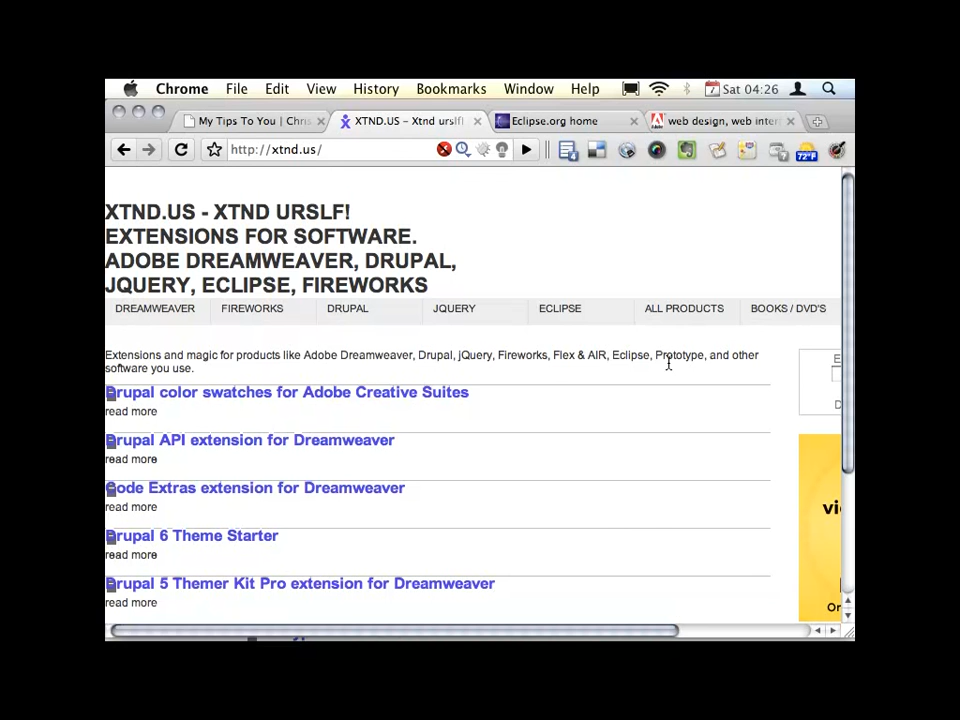 Chrome File Edit View History Bookmarks Window Help Sat 04:26
My Tips To You | Chris XTND.US – Xtnd urslf! Eclipse.org home web design, web inter
http://xtnd.us/ 72°F
XTND.US - XTND URSLF!
EXTENSIONS FOR SOFTWARE.
ADOBE DREAMWEAVER, DRUPAL,
JQUERY, ECLIPSE, FIREWORKS
DREAMWEAVER FIREWORKS DRUPAL JQUERY ECLIPSE ALL PRODUCTS BOOKS / DVD'S
Extensions and magic for products like Adobe Dreamweaver, Drupal, jQuery, Fireworks, Flex & AIR, Eclipse, Prototype, and other
software you use.
Drupal color swatches for Adobe Creative Suites
read more
Drupal API extension for Dreamweaver
read more
Code Extras extension for Dreamweaver
read more
Drupal 6 Theme Starter
read more
Drupal 5 Themer Kit Pro extension for Dreamweaver
read more